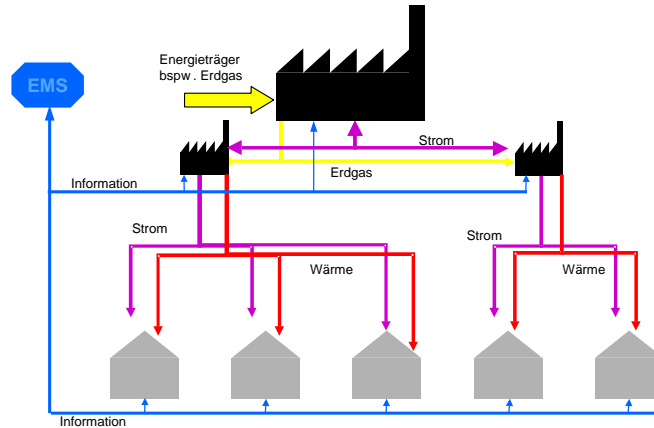 Energieträger
bspw. Erdgas
EMS
Strom
Erdgas
Information
Strom
Strom
Wärme
Wärme
Information